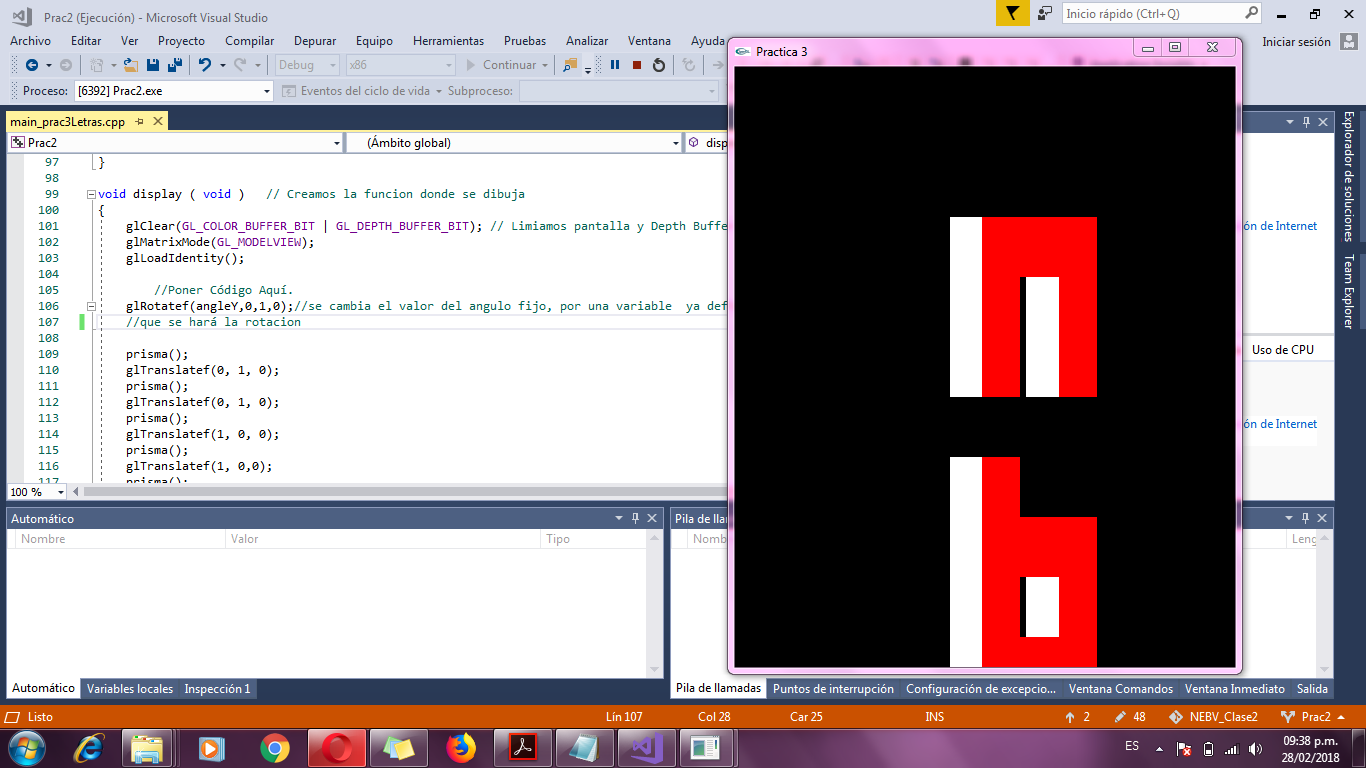 Prac2 (Ejecución) - Microsoft Visual Studio
Inicio rápido (Ctrl+Q)
Archivo Editar Ver Proyecto Compilar Depurar Equipo Herramientas Pruebas Analizar Ventana Ayuda
Iniciar sesión
Debug x86 Continuar
Proceso: [6392] Prac2.exe Eventos del ciclo de vida Subproceso:
main_prac3Letras.cpp
Prac2 (Ámbito global) disp
97 }
98
99 void display ( void )   // Creamos la funcion donde se dibuja
100 {
101 glClear(GL_COLOR_BUFFER_BIT | GL_DEPTH_BUFFER_BIT); // Limiamos pantalla y Depth Buffe
102 glMatrixMode(GL_MODELVIEW);
103 glLoadIdentity();
104
105 //Poner Código Aquí.
106 glRotatef(angleY,0,1,0);//se cambia el valor del angulo fijo, por una variable  ya def
107 //que se hará la rotacion
108
109 prisma();
110 glTranslatef(0, 1, 0);
111 prisma();
112 glTranslatef(0, 1, 0);
113 prisma();
114 glTranslatef(1, 0, 0);
115 prisma();
116 glTranslatef(1, 0,0);
117 prisma();
100 %
Practica 3
Explorador de soluciones
Team Explorer
ón de Internet
Uso de CPU
ón de Internet
Automático
Nombre Valor Tipo
Pila de llam
Nomb Leng
Automático Variables locales Inspección 1
Pila de llamadas Puntos de interrupción Configuración de excepcio... Ventana Comandos Ventana Inmediato Salida
Listo Lín 107 Col 28 Car 25 INS 2 48 NEBV_Clase2 Prac2
ES
09:38 p.m.
28/02/2018